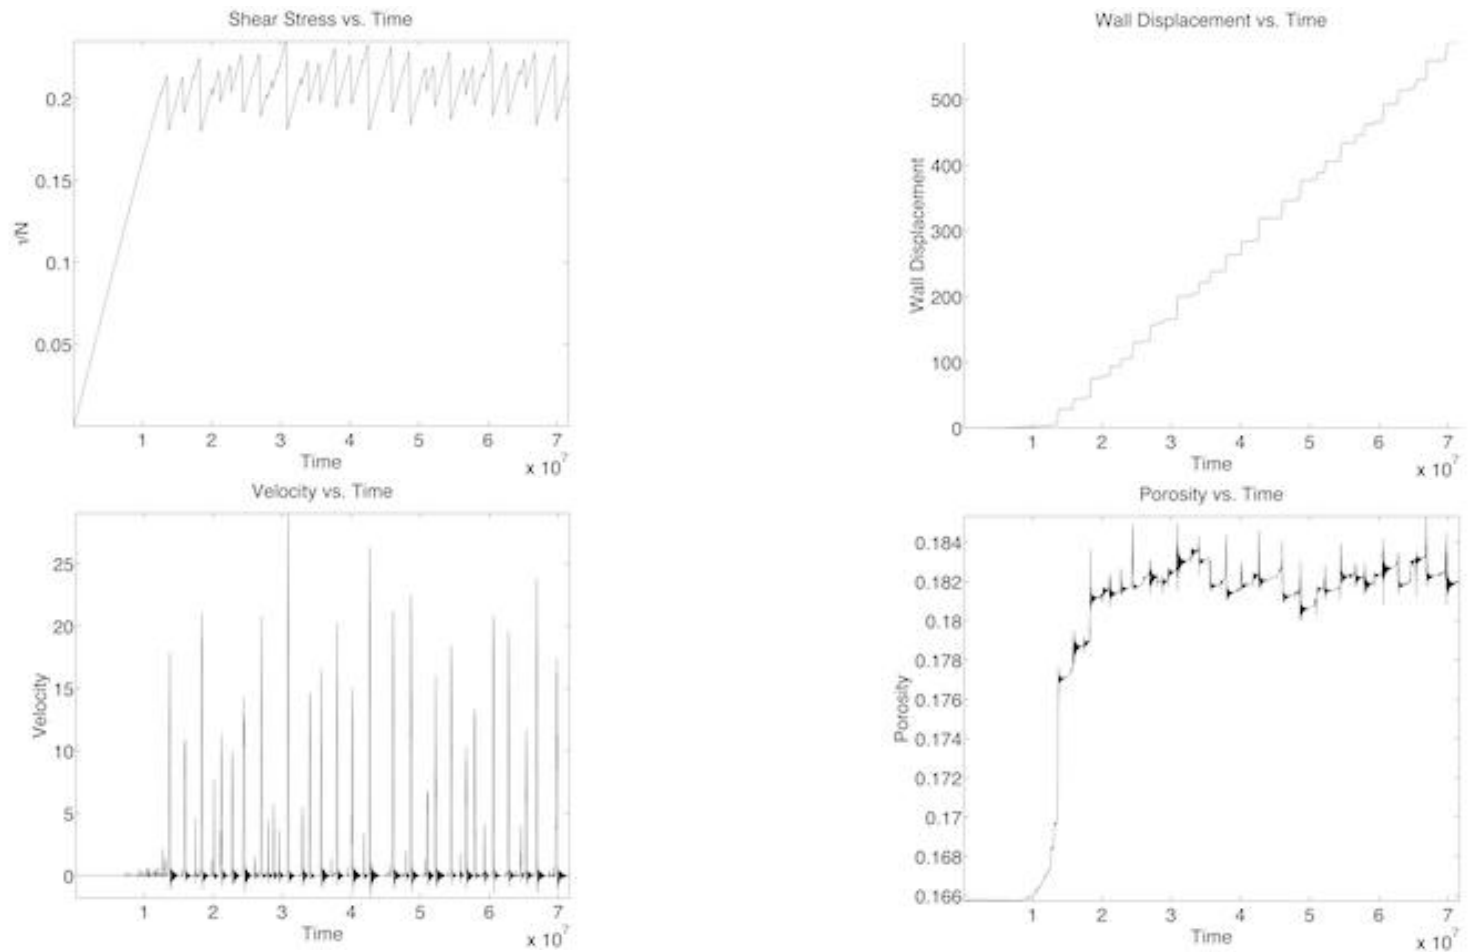 Shear Stress vs. Time
0.2
0.15
0.1
0.05
τ/N
1 2 3 4 5 6 7
Time
x 10^7
Wall Displacement vs. Time
500
400
300
200
100
0
Wall Displacement
1 2 3 4 5 6 7
Time
x 10^7
Velocity vs. Time
25
20
15
10
5
0
Velocity
1 2 3 4 5 6 7
Time
x 10^7
Porosity vs. Time
0.184
0.182
0.18
0.178
0.176
0.174
0.172
0.17
0.168
0.166
Porosity
1 2 3 4 5 6 7
Time
x 10^7